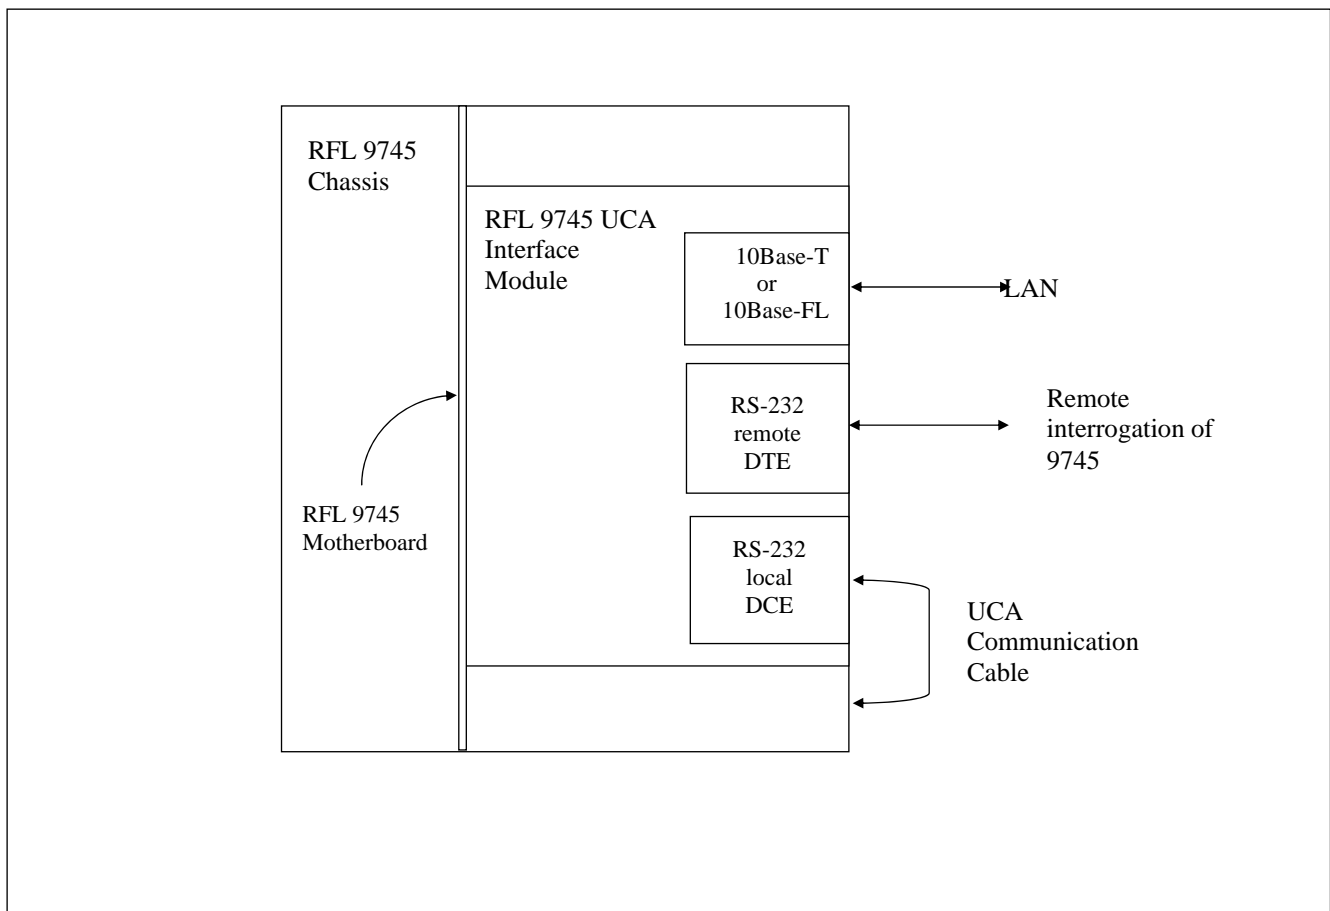 RFL 9745
Chassis
RFL 9745 UCA
Interface
Module
10Base-T
or
10Base-FL
LAN
RS-232
remote
DTE
Remote
interrogation of
9745
RFL 9745
Motherboard
RS-232
local
DCE
UCA
Communication
Cable